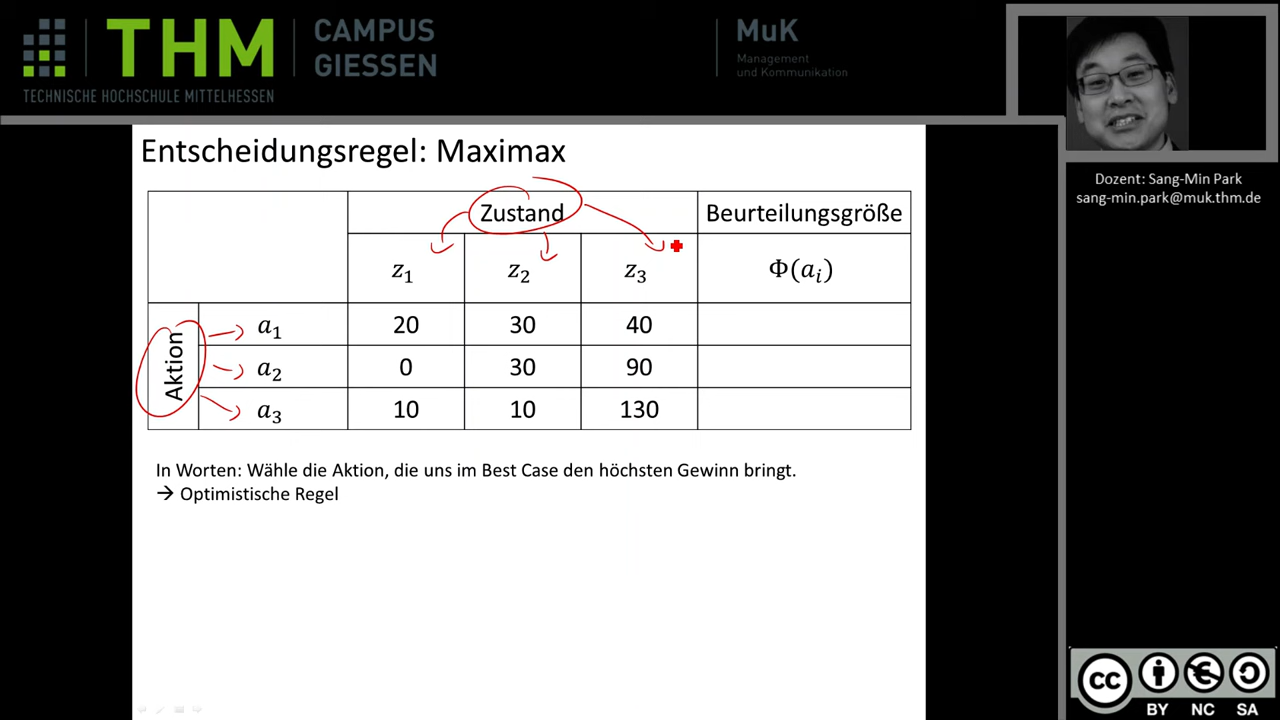 THM
CAMPUS
GIESSEN
TECHNISCHE HOCHSCHULE MITTELHESSEN
MuK
Management
und Kommunikation
Dozent: Sang-Min Park
sang-min.park@muk.thm.de
Entscheidungsregel: Maximax
Zustand Beurteilungsgröße
z₁ z₂ z₃ Φ(aᵢ)
Aktion
a₁ 20 30 40
a₂ 0 30 90
a₃ 10 10 130
In Worten: Wähle die Aktion, die uns im Best Case den höchsten Gewinn bringt.
→ Optimistische Regel
cc
BY NC SA